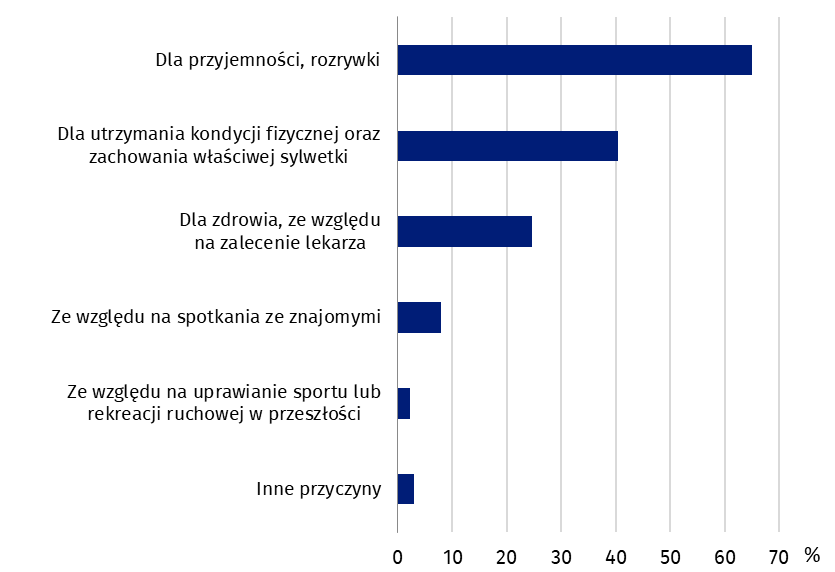 Dla przyjemności, rozrywki
Dla utrzymania kondycji fizycznej oraz
zachowania właściwej sylwetki
Dla zdrowia, ze względu
na zalecenie lekarza
Ze względu na spotkania ze znajomymi
Ze względu na uprawianie sportu lub
rekreacji ruchowej w przeszłości
Inne przyczyny
0 10 20 30 40 50 60 70 %